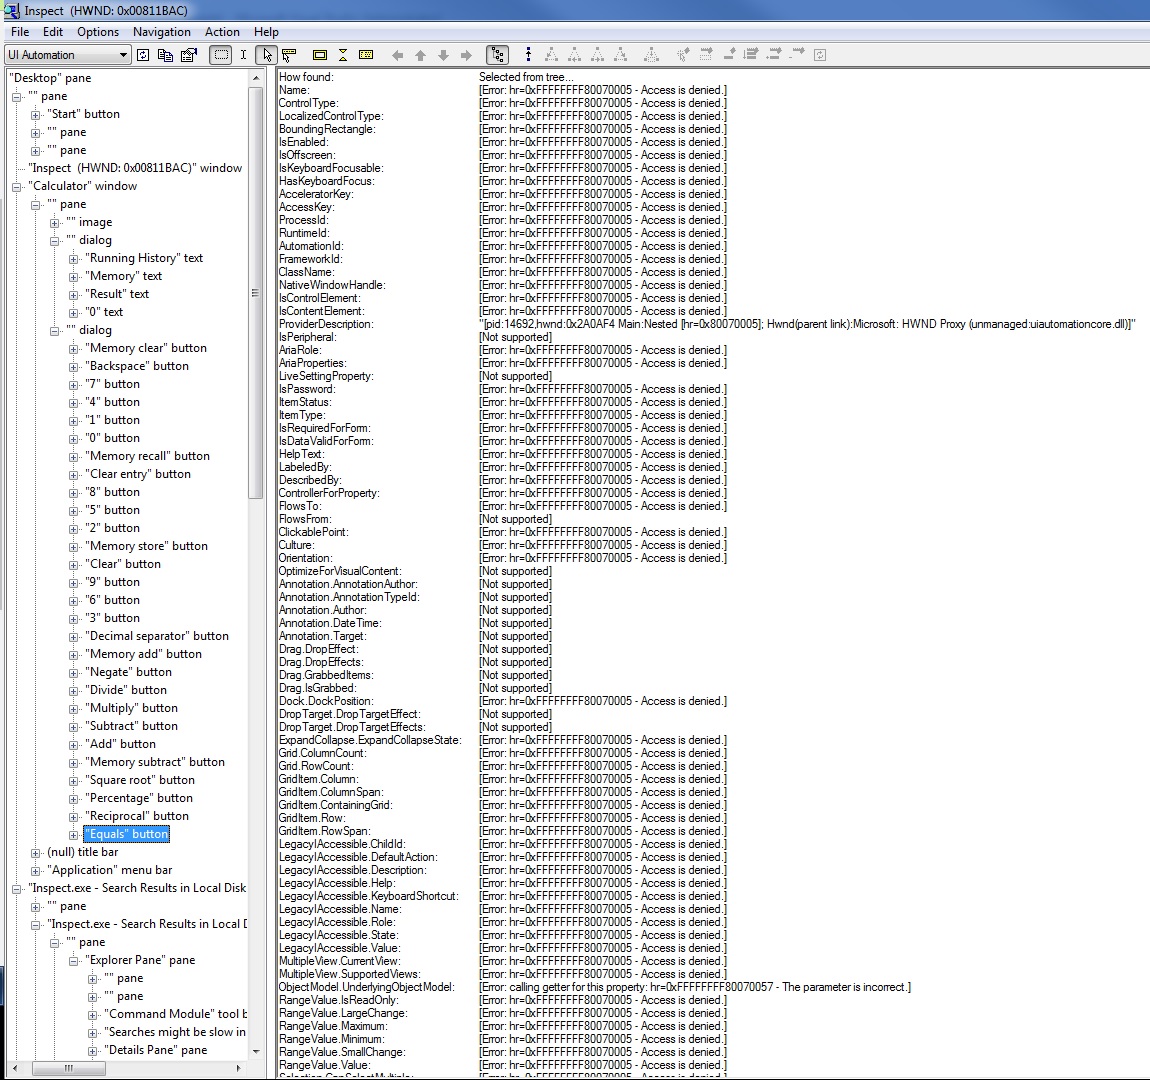 Inspect (HWND: 0x00811BAC)
File Edit Options Navigation Action Help
UI Automation
"Desktop" pane
"" pane
"Start" button
"" pane
"" pane
"Inspect (HWND: 0x00811BAC)" window
"Calculator" window
"" pane
"" image
"" dialog
"Running History" text
"Memory" text
"Result" text
"0" text
"" dialog
"Memory clear" button
"Backspace" button
"7" button
"4" button
"1" button
"0" button
"Memory recall" button
"Clear entry" button
"8" button
"5" button
"2" button
"Memory store" button
"Clear" button
"9" button
"6" button
"3" button
"Decimal separator" button
"Memory add" button
"Negate" button
"Divide" button
"Multiply" button
"Subtract" button
"Add" button
"Memory subtract" button
"Square root" button
"Percentage" button
"Reciprocal" button
"Equals" button
(null) title bar
"Application" menu bar
"Inspect.exe - Search Results in Local Disk
"" pane
"Inspect.exe - Search Results in Local
"" pane
"Explorer Pane" pane
"" pane
"" pane
"Command Module" tool
"Searches might be slow in
"Details Pane" pane
How found: Selected from tree...
Name: [Error: hr=0xFFFFFFFF80070005 - Access is denied.]
ControlType: [Error: hr=0xFFFFFFFF80070005 - Access is denied.]
LocalizedControlType: [Error: hr=0xFFFFFFFF80070005 - Access is denied.]
BoundingRectangle: [Error: hr=0xFFFFFFFF80070005 - Access is denied.]
IsEnabled: [Error: hr=0xFFFFFFFF80070005 - Access is denied.]
IsOffscreen: [Error: hr=0xFFFFFFFF80070005 - Access is denied.]
IsKeyboardFocusable: [Error: hr=0xFFFFFFFF80070005 - Access is denied.]
HasKeyboardFocus: [Error: hr=0xFFFFFFFF80070005 - Access is denied.]
AcceleratorKey: [Error: hr=0xFFFFFFFF80070005 - Access is denied.]
AccessKey: [Error: hr=0xFFFFFFFF80070005 - Access is denied.]
ProcessId: [Error: hr=0xFFFFFFFF80070005 - Access is denied.]
RuntimeId: [Error: hr=0xFFFFFFFF80070005 - Access is denied.]
AutomationId: [Error: hr=0xFFFFFFFF80070005 - Access is denied.]
FrameworkId: [Error: hr=0xFFFFFFFF80070005 - Access is denied.]
ClassName: [Error: hr=0xFFFFFFFF80070005 - Access is denied.]
NativeWindowHandle: [Error: hr=0xFFFFFFFF80070005 - Access is denied.]
IsControlElement: [Error: hr=0xFFFFFFFF80070005 - Access is denied.]
IsContentElement: [Error: hr=0xFFFFFFFF80070005 - Access is denied.]
ProviderDescription: "[pid:14692,hwnd:0x2A0AF4 Main:Nested [hr=0x80070005]; Hwnd(parent link):Microsoft: HWND Proxy (unmanaged:uiautomationcore.dll)]"
IsPeripheral: [Not supported]
AriaRole: [Error: hr=0xFFFFFFFF80070005 - Access is denied.]
AriaProperties: [Error: hr=0xFFFFFFFF80070005 - Access is denied.]
LiveSettingProperty: [Not supported]
IsPassword: [Error: hr=0xFFFFFFFF80070005 - Access is denied.]
ItemStatus: [Error: hr=0xFFFFFFFF80070005 - Access is denied.]
ItemType: [Error: hr=0xFFFFFFFF80070005 - Access is denied.]
IsRequiredForForm: [Error: hr=0xFFFFFFFF80070005 - Access is denied.]
IsDataValidForForm: [Error: hr=0xFFFFFFFF80070005 - Access is denied.]
HelpText: [Error: hr=0xFFFFFFFF80070005 - Access is denied.]
LabeledBy: [Error: hr=0xFFFFFFFF80070005 - Access is denied.]
DescribedBy: [Error: hr=0xFFFFFFFF80070005 - Access is denied.]
ControllerForProperty: [Error: hr=0xFFFFFFFF80070005 - Access is denied.]
FlowsTo: [Error: hr=0xFFFFFFFF80070005 - Access is denied.]
FlowsFrom: [Not supported]
ClickablePoint: [Error: hr=0xFFFFFFFF80070005 - Access is denied.]
Culture: [Error: hr=0xFFFFFFFF80070005 - Access is denied.]
Orientation: [Error: hr=0xFFFFFFFF80070005 - Access is denied.]
OptimizeForVisualContent: [Not supported]
Annotation.AnnotationAuthor: [Not supported]
Annotation.AnnotationTypeId: [Not supported]
Annotation.Author: [Not supported]
Annotation.DateTime: [Not supported]
Annotation.Target: [Not supported]
Drag.DropEffect: [Not supported]
Drag.DropEffects: [Not supported]
Drag.GrabbedItems: [Not supported]
Drag.IsGrabbed: [Not supported]
Dock.DockPosition: [Error: hr=0xFFFFFFFF80070005 - Access is denied.]
DropTarget.DropTargetEffect: [Not supported]
DropTarget.DropTargetEffects: [Not supported]
ExpandCollapse.ExpandCollapseState: [Error: hr=0xFFFFFFFF80070005 - Access is denied.]
Grid.ColumnCount: [Error: hr=0xFFFFFFFF80070005 - Access is denied.]
Grid.RowCount: [Error: hr=0xFFFFFFFF80070005 - Access is denied.]
GridItem.Column: [Error: hr=0xFFFFFFFF80070005 - Access is denied.]
GridItem.ColumnSpan: [Error: hr=0xFFFFFFFF80070005 - Access is denied.]
GridItem.ContainingGrid: [Error: hr=0xFFFFFFFF80070005 - Access is denied.]
GridItem.Row: [Error: hr=0xFFFFFFFF80070005 - Access is denied.]
GridItem.RowSpan: [Error: hr=0xFFFFFFFF80070005 - Access is denied.]
LegacyIAccessible.ChildId: [Error: hr=0xFFFFFFFF80070005 - Access is denied.]
LegacyIAccessible.DefaultAction: [Error: hr=0xFFFFFFFF80070005 - Access is denied.]
LegacyIAccessible.Description: [Error: hr=0xFFFFFFFF80070005 - Access is denied.]
LegacyIAccessible.Help: [Error: hr=0xFFFFFFFF80070005 - Access is denied.]
LegacyIAccessible.KeyboardShortcut: [Error: hr=0xFFFFFFFF80070005 - Access is denied.]
LegacyIAccessible.Name: [Error: hr=0xFFFFFFFF80070005 - Access is denied.]
LegacyIAccessible.Role: [Error: hr=0xFFFFFFFF80070005 - Access is denied.]
LegacyIAccessible.State: [Error: hr=0xFFFFFFFF80070005 - Access is denied.]
LegacyIAccessible.Value: [Error: hr=0xFFFFFFFF80070005 - Access is denied.]
MultipleView.CurrentView: [Error: hr=0xFFFFFFFF80070005 - Access is denied.]
MultipleView.SupportedViews: [Error: hr=0xFFFFFFFF80070005 - Access is denied.]
ObjectModel.UnderlyingObjectModel: [Error: calling getter for this property: hr=0xFFFFFFFF80070057 - The parameter is incorrect.]
RangeValue.IsReadOnly: [Error: hr=0xFFFFFFFF80070005 - Access is denied.]
RangeValue.LargeChange: [Error: hr=0xFFFFFFFF80070005 - Access is denied.]
RangeValue.Maximum: [Error: hr=0xFFFFFFFF80070005 - Access is denied.]
RangeValue.Minimum: [Error: hr=0xFFFFFFFF80070005 - Access is denied.]
RangeValue.SmallChange: [Error: hr=0xFFFFFFFF80070005 - Access is denied.]
RangeValue.Value: [Error: hr=0xFFFFFFFF80070005 - Access is denied.]